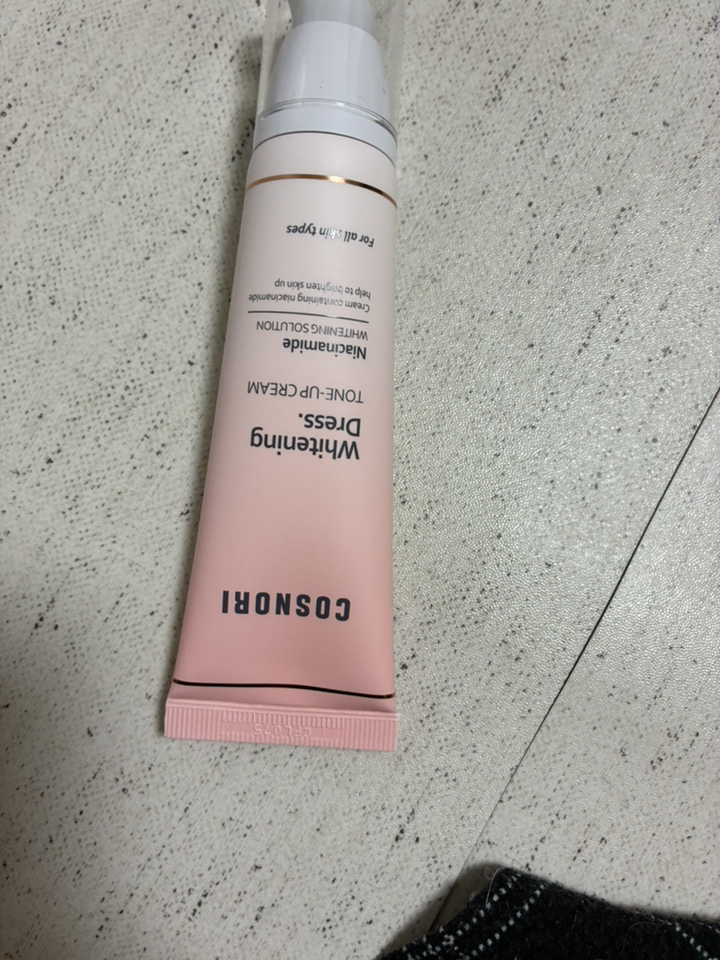 COSNORI
Whitening
Dress.
TONE-UP CREAM
Niacinamide
WHITENING SOLUTION
Cream containing niacinamide
help to brighten skin up
For all skin types
CFL075